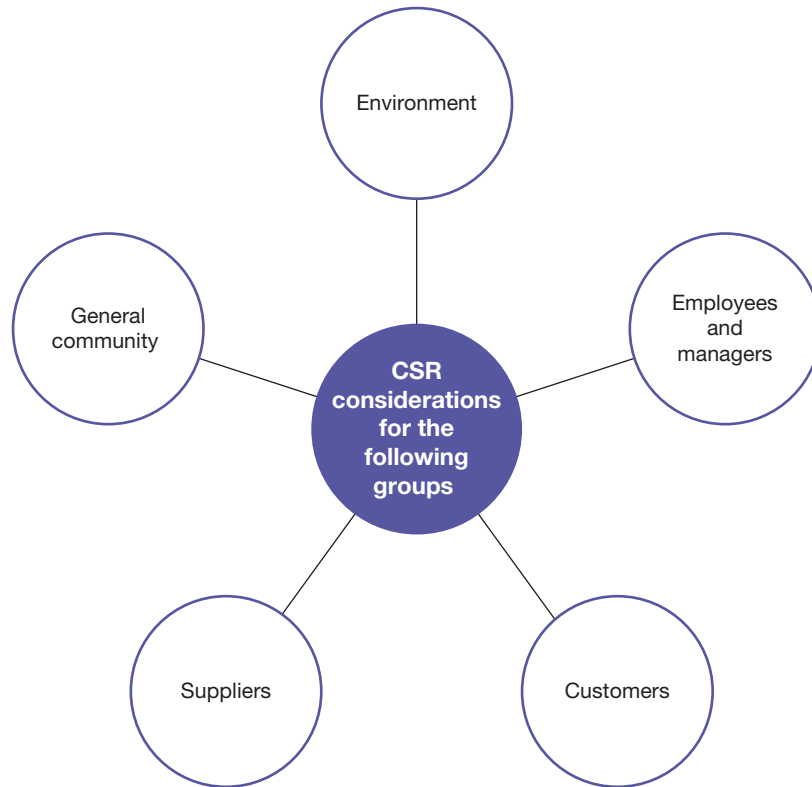 Environment
General
community
Employees
and
managers
CSR
considerations
for the
following
groups
Suppliers
Customers